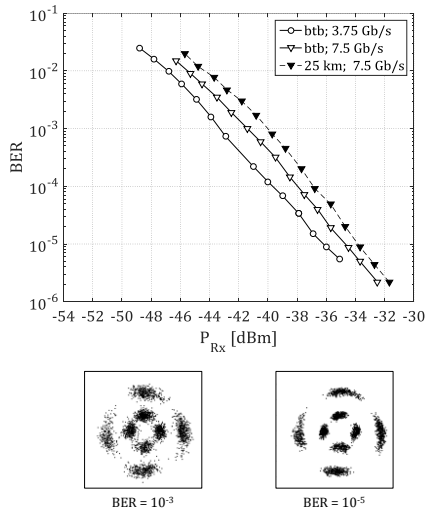 btb; 3.75 Gb/s
btb; 7.5 Gb/s
25 km; 7.5 Gb/s
10⁻¹
10⁻²
10⁻³
10⁻⁴
10⁻⁵
10⁻⁶
BER
-54 -52 -50 -48 -46 -44 -42 -40 -38 -36 -34 -32 -30
P_Rx [dBm]
BER = 10⁻³
BER = 10⁻⁵